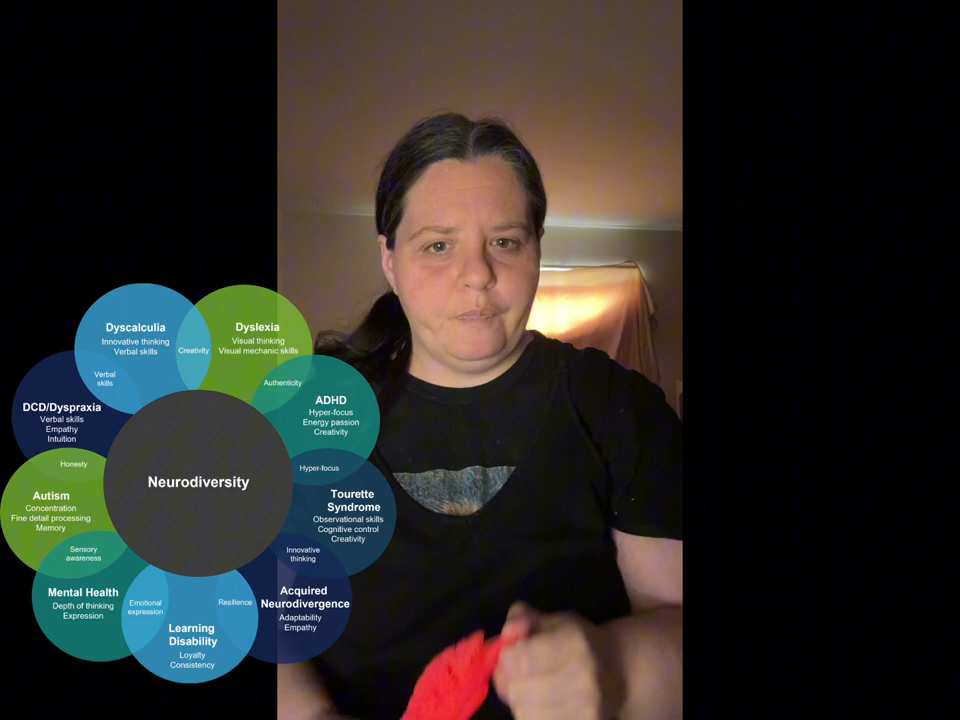 Dyscalculia
Innovative thinking
Verbal skills
Creativity
Dyslexia
Visual thinking
Visual mechanic skills
Authenticity
ADHD
Hyper-focus
Energy passion
Creativity
Hyper-focus
Tourette
Syndrome
Observational skills
Cognitive control
Creativity
Innovative
thinking
Acquired
Neurodivergence
Adaptability
Empathy
Resilience
Learning
Disability
Loyalty
Consistency
Emotional
expression
Mental Health
Depth of thinking
Expression
Sensory
awareness
Autism
Concentration
Fine detail processing
Memory
Honesty
DCD/Dyspraxia
Verbal skills
Empathy
Intuition
Verbal
skills
Neurodiversity